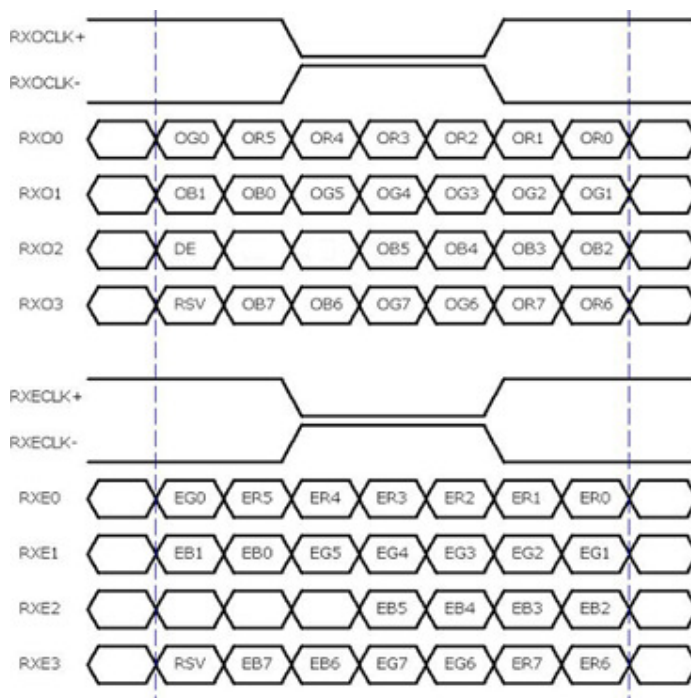 RXOCLK+
RXOCLK-
RXO0 OG0 OR5 OR4 OR3 OR2 OR1 OR0
RXO1 OB1 OB0 OG5 OG4 OG3 OG2 OG1
RXO2 DE OB5 OB4 OB3 OB2
RXO3 RSV OB7 OB6 OG7 OG6 OR7 OR6
RXECLK+
RXECLK-
RXE0 EG0 ER5 ER4 ER3 ER2 ER1 ER0
RXE1 EB1 EB0 EG5 EG4 EG3 EG2 EG1
RXE2 EB5 EB4 EB3 EB2
RXE3 RSV EB7 EB6 EG7 EG6 ER7 ER6